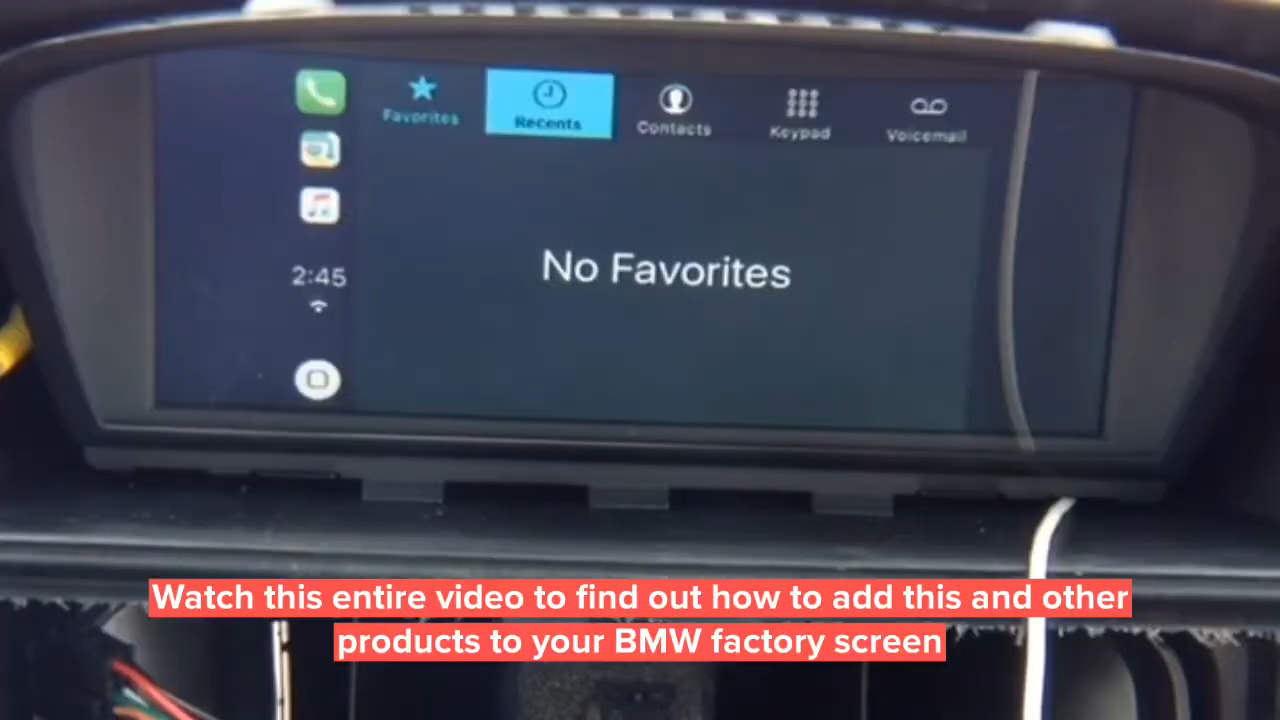 Favorites
Recents
Contacts
Keypad
Voicemail
2:45
No Favorites
Watch this entire video to find out how to add this and other
products to your BMW factory screen